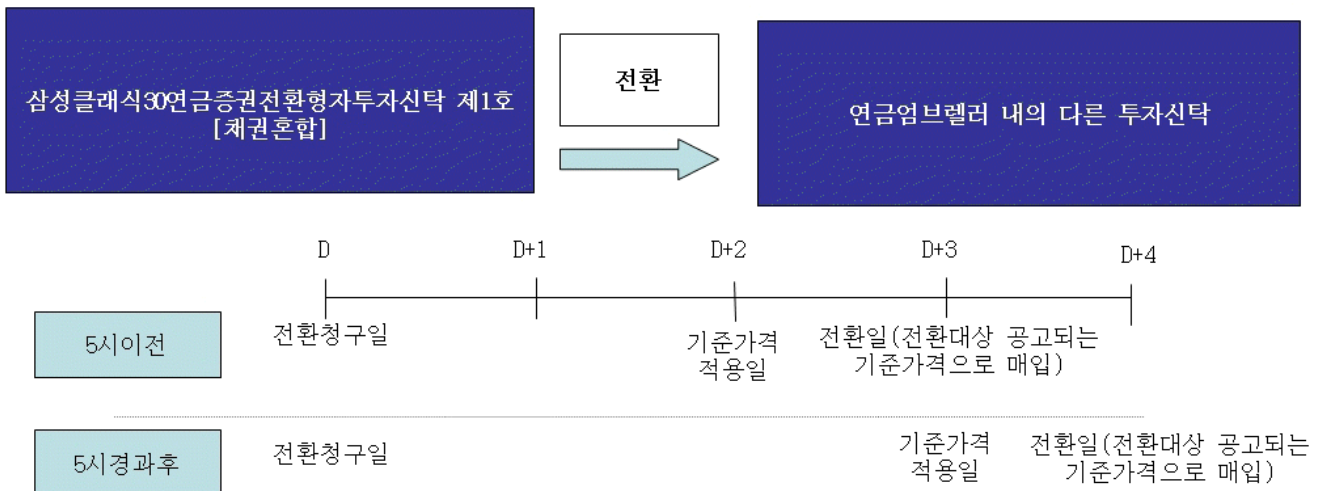 삼성클래식30연금증권전환형자투자신탁 제1호
[채권혼합]
전환
연금엄브렐러 내의 다른 투자신탁
D
D+1
D+2
D+3
D+4
5시이전
전환청구일
기준가격
적용일
전환일(전환대상 공고되는
기준가격으로 매입)
5시경과후
전환청구일
기준가격
적용일
전환일(전환대상 공고되는
기준가격으로 매입)